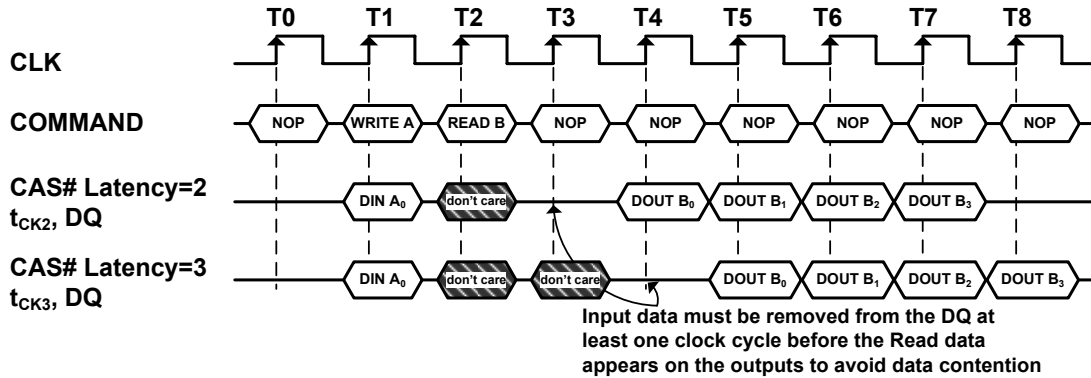 T0 T1 T2 T3 T4 T5 T6 T7 T8
CLK
COMMAND NOP WRITE A READ B NOP NOP NOP NOP NOP NOP
CAS# Latency=2
tCK2, DQ DIN A0 don't care DOUT B0 DOUT B1 DOUT B2 DOUT B3
CAS# Latency=3
tCK3, DQ DIN A0 don't care don't care DOUT B0 DOUT B1 DOUT B2 DOUT B3
Input data must be removed from the DQ at
least one clock cycle before the Read data
appears on the outputs to avoid data contention